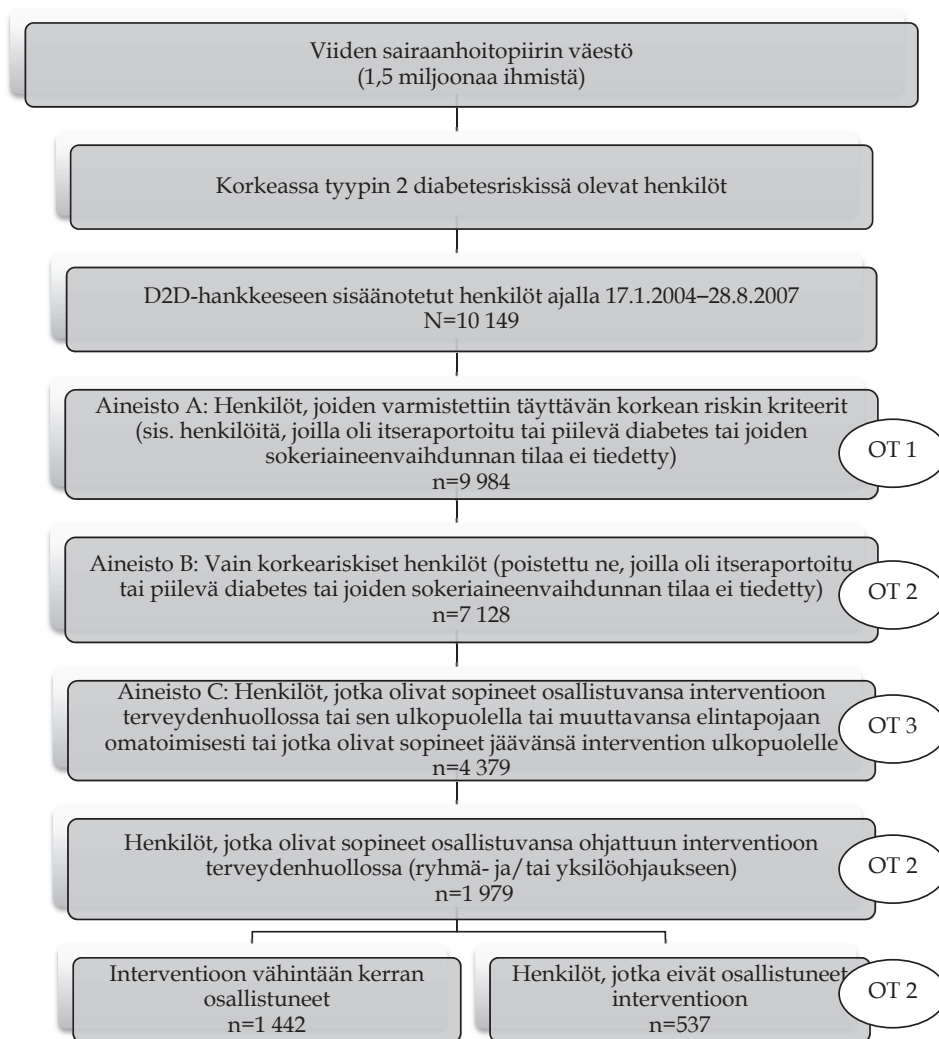 Viiden sairaanhoitopiirin väestö
(1,5 miljoonaa ihmistä)
Korkeassa tyypin 2 diabetesriskissä olevat henkilöt
D2D-hankkeeseen sisäänotetut henkilöt ajalla 17.1.2004–28.8.2007
N=10 149
Aineisto A: Henkilöt, joiden varmistettiin täyttävän korkean riskin kriteerit
(sis. henkilöitä, joilla oli itseraportoitu tai piilevä diabetes tai joiden
sokeriaineenvaihdunnan tilaa ei tiedetty)
n=9 984
OT 1
Aineisto B: Vain korkeariskiset henkilöt (poistettu ne, joilla oli itseraportoitu
tai piilevä diabetes tai joiden sokeriaineenvaihdunnan tilaa ei tiedetty)
n=7 128
OT 2
Aineisto C: Henkilöt, jotka olivat sopineet osallistuvansa interventioon
terveydenhuollossa tai sen ulkopuolella tai muuttavansa elintapojaan
omatoimisesti tai jotka olivat sopineet jäävänsä intervention ulkopuolelle
n=4 379
OT 3
Henkilöt, jotka olivat sopineet osallistuvansa ohjattuun interventioon
terveydenhuollossa (ryhmä- ja/tai yksilöohjaukseen)
n=1 979
OT 2
Interventioon vähintään kerran
osallistuneet
n=1 442
Henkilöt, jotka eivät osallistuneet
interventioon
n=537
OT 2